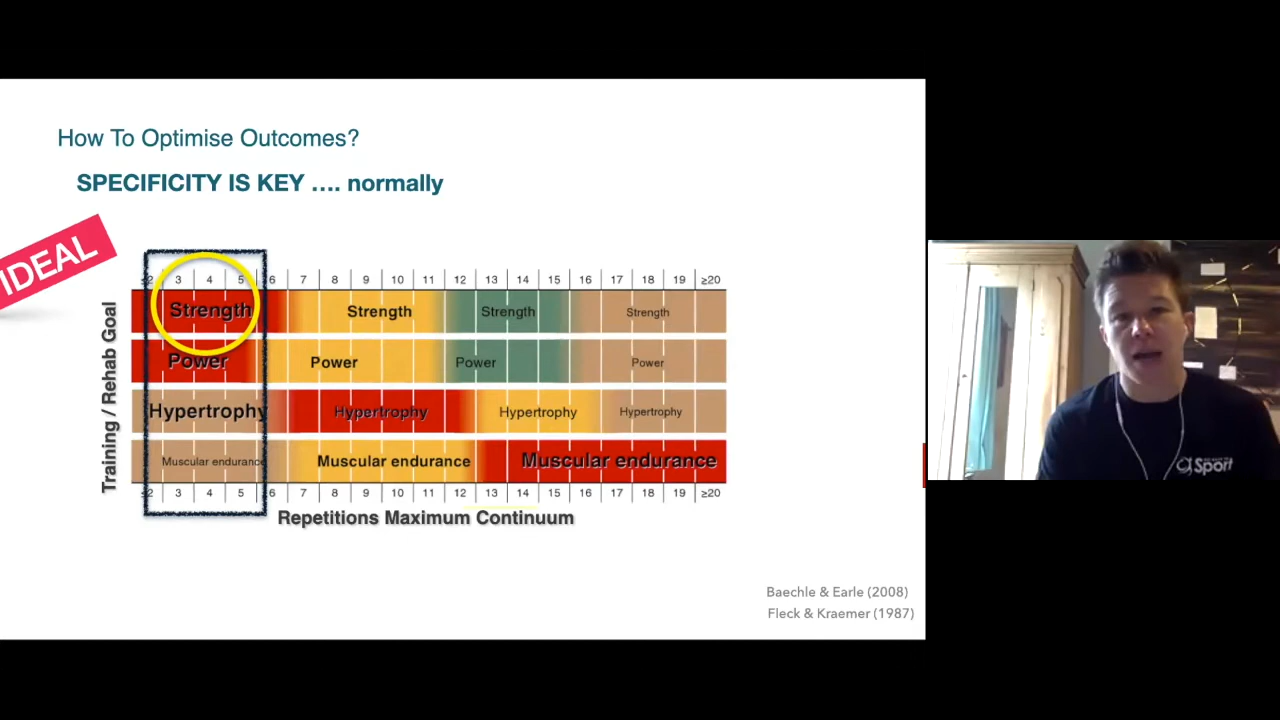 How To Optimise Outcomes?
SPECIFICITY IS KEY …. normally
IDEAL
≤2 3 4 5 6 7 8 9 10 11 12 13 14 15 16 17 18 19 ≥20
Training / Rehab Goal
Strength Strength Strength Strength
Power Power Power Power
Hypertrophy Hypertrophy Hypertrophy Hypertrophy
Muscular endurance Muscular endurance Muscular endurance
2 3 4 5 6 7 8 9 10 11 12 13 14 15 16 17 18 19 ≥20
Repetitions Maximum Continuum
Baechle & Earle (2008)
Fleck & Kraemer (1987)
Sport